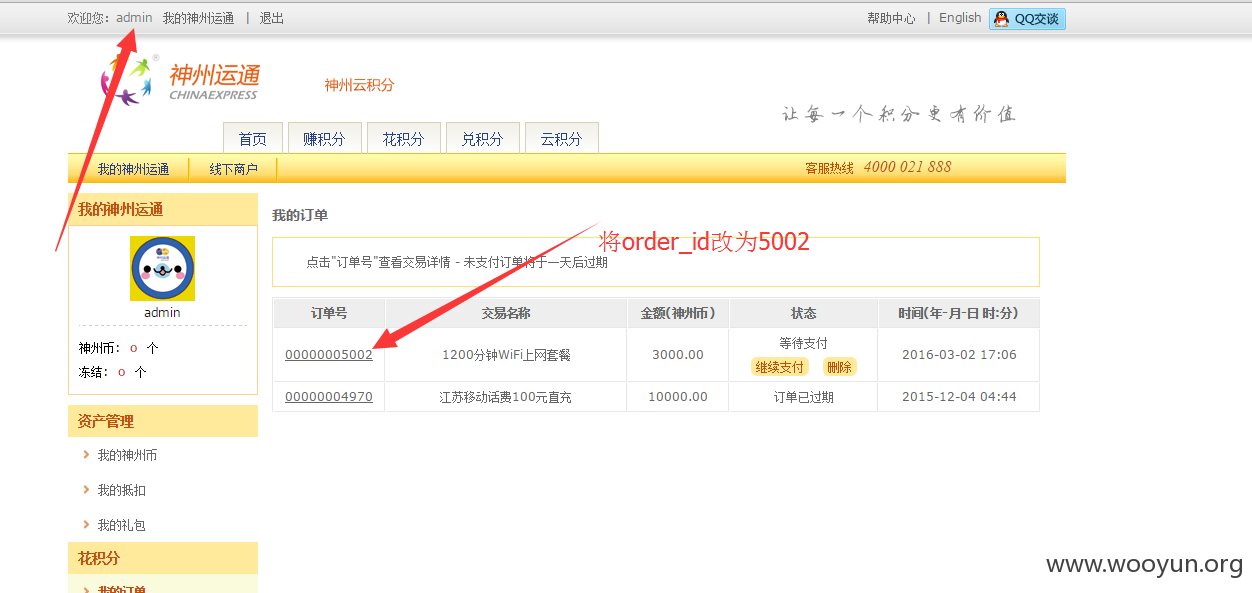 欢迎您：admin 我的神州运通 | 退出 帮助中心 | English QQ交谈
神州运通®
CHINAEXPRESS
神州云积分
让每一个积分更有价值
首页 赚积分 花积分 兑积分 云积分
我的神州运通 线下商户 客服热线 4000 021 888
我的神州运通
admin
神州币： 0 个
冻结： 0 个
资产管理
我的神州币
我的抵扣
我的礼包
花积分
我的订单
我的订单
将order_id改为5002
点击"订单号"查看交易详情 - 未支付订单将于一天后过期
订单号 交易名称 金额(神州币) 状态 时间(年-月-日 时:分)
00000005002 1200分钟WiFi上网套餐 3000.00 等待支付 继续支付 删除 2016-03-02 17:06
00000004970 江苏移动话费100元直充 10000.00 订单已过期 2015-12-04 04:44
www.wooyun.org